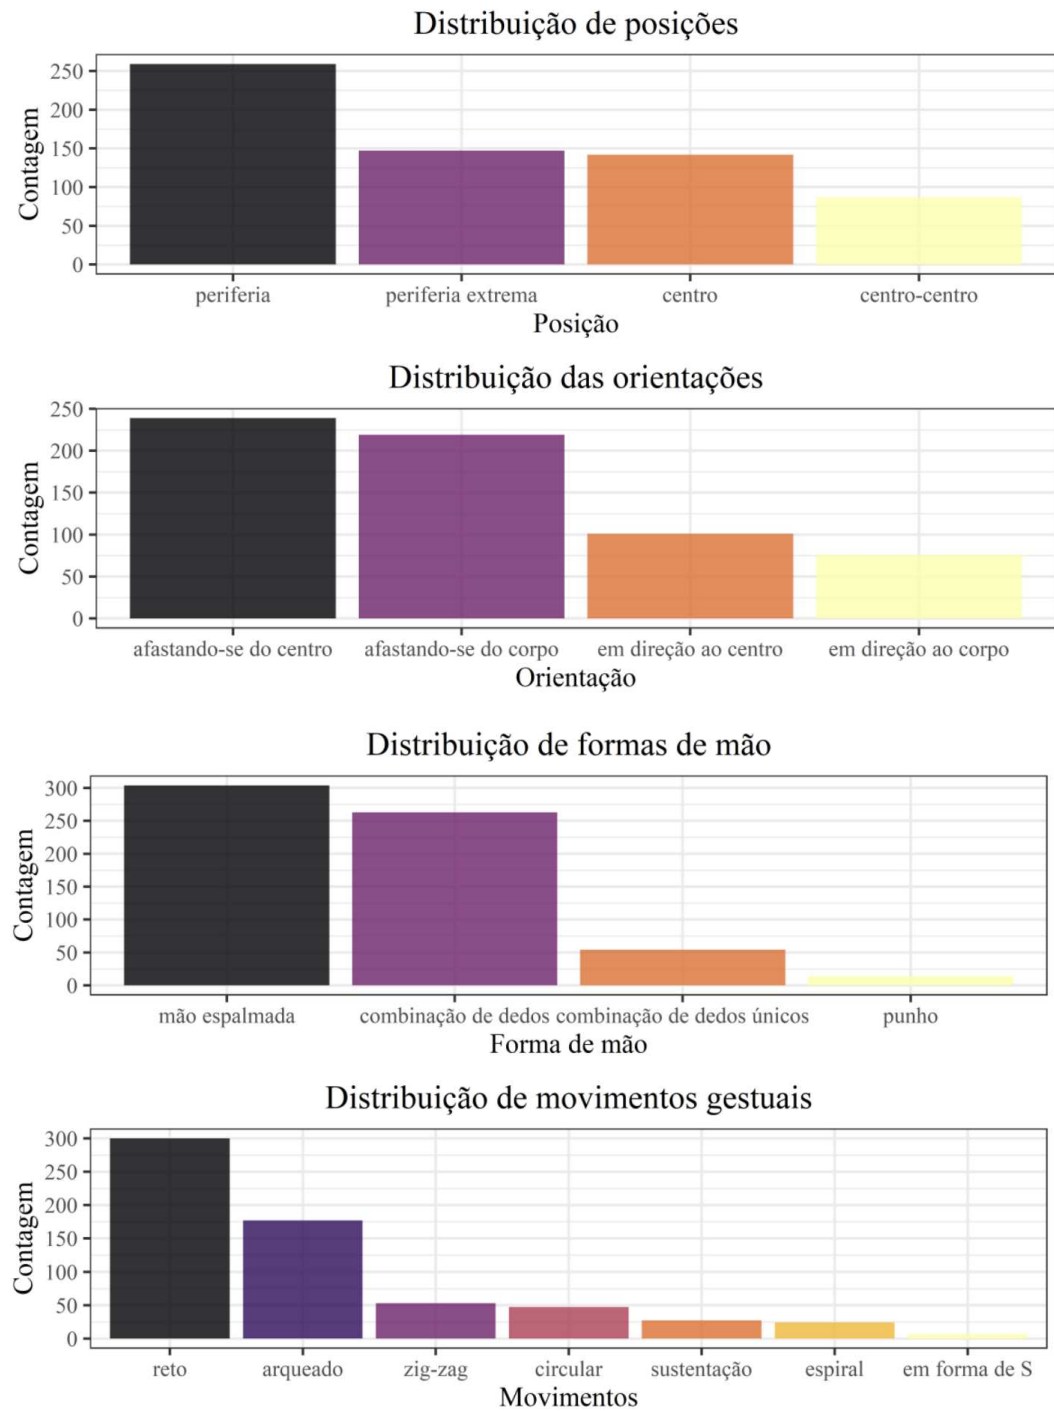 Distribuição de posições
Contagem
250
200
150
100
50
0
periferia periferia extrema centro centro-centro
Posição
Distribuição das orientações
Contagem
250
200
150
100
50
0
afastando-se do centro afastando-se do corpo em direção ao centro em direção ao corpo
Orientação
Distribuição de formas de mão
Contagem
300
250
200
150
100
50
0
mão espalmada combinação de dedos combinação de dedos únicos punho
Forma de mão
Distribuição de movimentos gestuais
Contagem
300
250
200
150
100
50
0
reto arqueado zig-zag circular sustentação espiral em forma de S
Movimentos